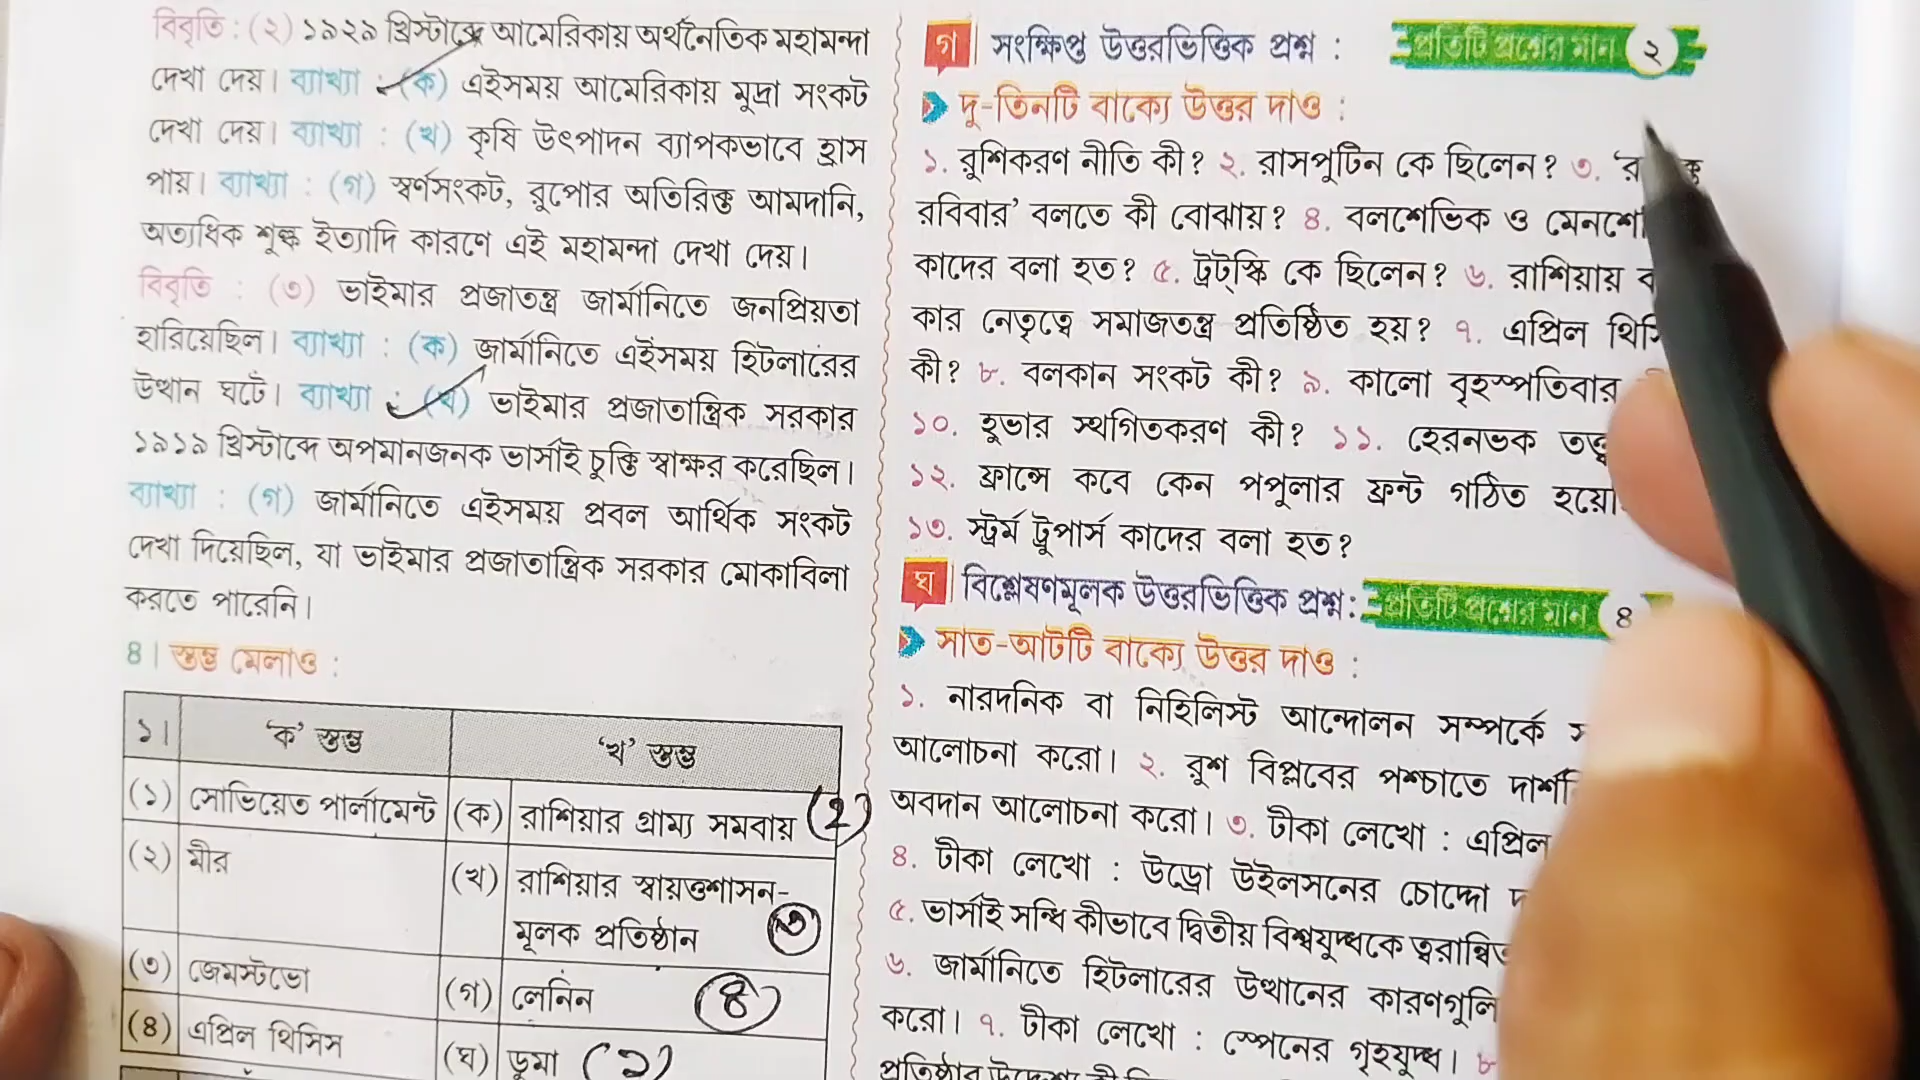 বিবৃতি : (২) ১৯২৯ খ্রিস্টাব্দে আমেরিকায় অর্থনৈতিক মহামন্দা
দেখা দেয়। ব্যাখ্যা : (ক) এইসময় আমেরিকায় মুদ্রা সংকট
দেখা দেয়। ব্যাখ্যা : (খ) কৃষি উৎপাদন ব্যাপকভাবে হ্রাস
পায়। ব্যাখ্যা : (গ) স্বর্ণসংকট, রুপোর অতিরিক্ত আমদানি,
অত্যধিক শুল্ক ইত্যাদি কারণে এই মহামন্দা দেখা দেয়।
বিবৃতি : (৩) ভাইমার প্রজাতন্ত্র জার্মানিতে জনপ্রিয়তা
হারিয়েছিল। ব্যাখ্যা : (ক) জার্মানিতে এইসময় হিটলারের
উত্থান ঘটে। ব্যাখ্যা : (খ) ভাইমার প্রজাতান্ত্রিক সরকার
১৯১৯ খ্রিস্টাব্দে অপমানজনক ভার্সাই চুক্তি স্বাক্ষর করেছিল।
ব্যাখ্যা : (গ) জার্মানিতে এইসময় প্রবল আর্থিক সংকট
দেখা দিয়েছিল, যা ভাইমার প্রজাতান্ত্রিক সরকার মোকাবিলা
করতে পারেনি।
৪। স্তম্ভ মেলাও :
১। 'ক' স্তম্ভ 'খ' স্তম্ভ
(১) সোভিয়েত পার্লামেন্ট (ক) রাশিয়ার গ্রাম্য সমবায় (২)
(২) মীর (খ) রাশিয়ার স্বায়ত্তশাসন-
মূলক প্রতিষ্ঠান ৩
(৩) জেমস্টভো (গ) লেনিন ৪
(৪) এপ্রিল থিসিস (ঘ) ডুমা (১)
গ। সংক্ষিপ্ত উত্তরভিত্তিক প্রশ্ন : প্রতিটি প্রশ্নের মান ২
দু-তিনটি বাক্যে উত্তর দাও :
১. রুশিকরণ নীতি কী? ২. রাসপুটিন কে ছিলেন? ৩.
রবিবার' বলতে কী বোঝায়? ৪. বলশেভিক ও
কাদের বলা হত? ৫. ট্রট্‌স্কি কে ছিলেন? ৬. রাশিয়ায়
কার নেতৃত্বে সমাজতন্ত্র প্রতিষ্ঠিত হয়? ৭. এপ্রিল
কী? ৮. বলকান সংকট কী? ৯. কালো বৃহস্পতিবার
১০. হুভার স্থগিতকরণ কী? ১১. হেরনভক তত্ত্ব
১২. ফ্রান্সে কবে কেন পপুলার ফ্রন্ট গঠিত
১৩. স্ট্রর্ম ট্রুপার্স কাদের বলা হত?
ঘ। বিশ্লেষণমূলক উত্তরভিত্তিক প্রশ্ন: প্রতিটি প্রশ্নের মান ৪
সাত-আটটি বাক্যে উত্তর দাও :
১. নারদনিক বা নিহিলিস্ট আন্দোলন সম্পর্কে
আলোচনা করো। ২. রুশ বিপ্লবের পশ্চাতে
অবদান আলোচনা করো। ৩. টীকা লেখো : এপ্রিল
৪. টীকা লেখো : উড্রো উইলসনের চোদ্দো
৫. ভার্সাই সন্ধি কীভাবে দ্বিতীয় বিশ্বযুদ্ধকে
৬. জার্মানিতে হিটলারের উত্থানের কারণগুলি
করো। ৭. টীকা লেখো : স্পেনের গৃহযুদ্ধ। ৮